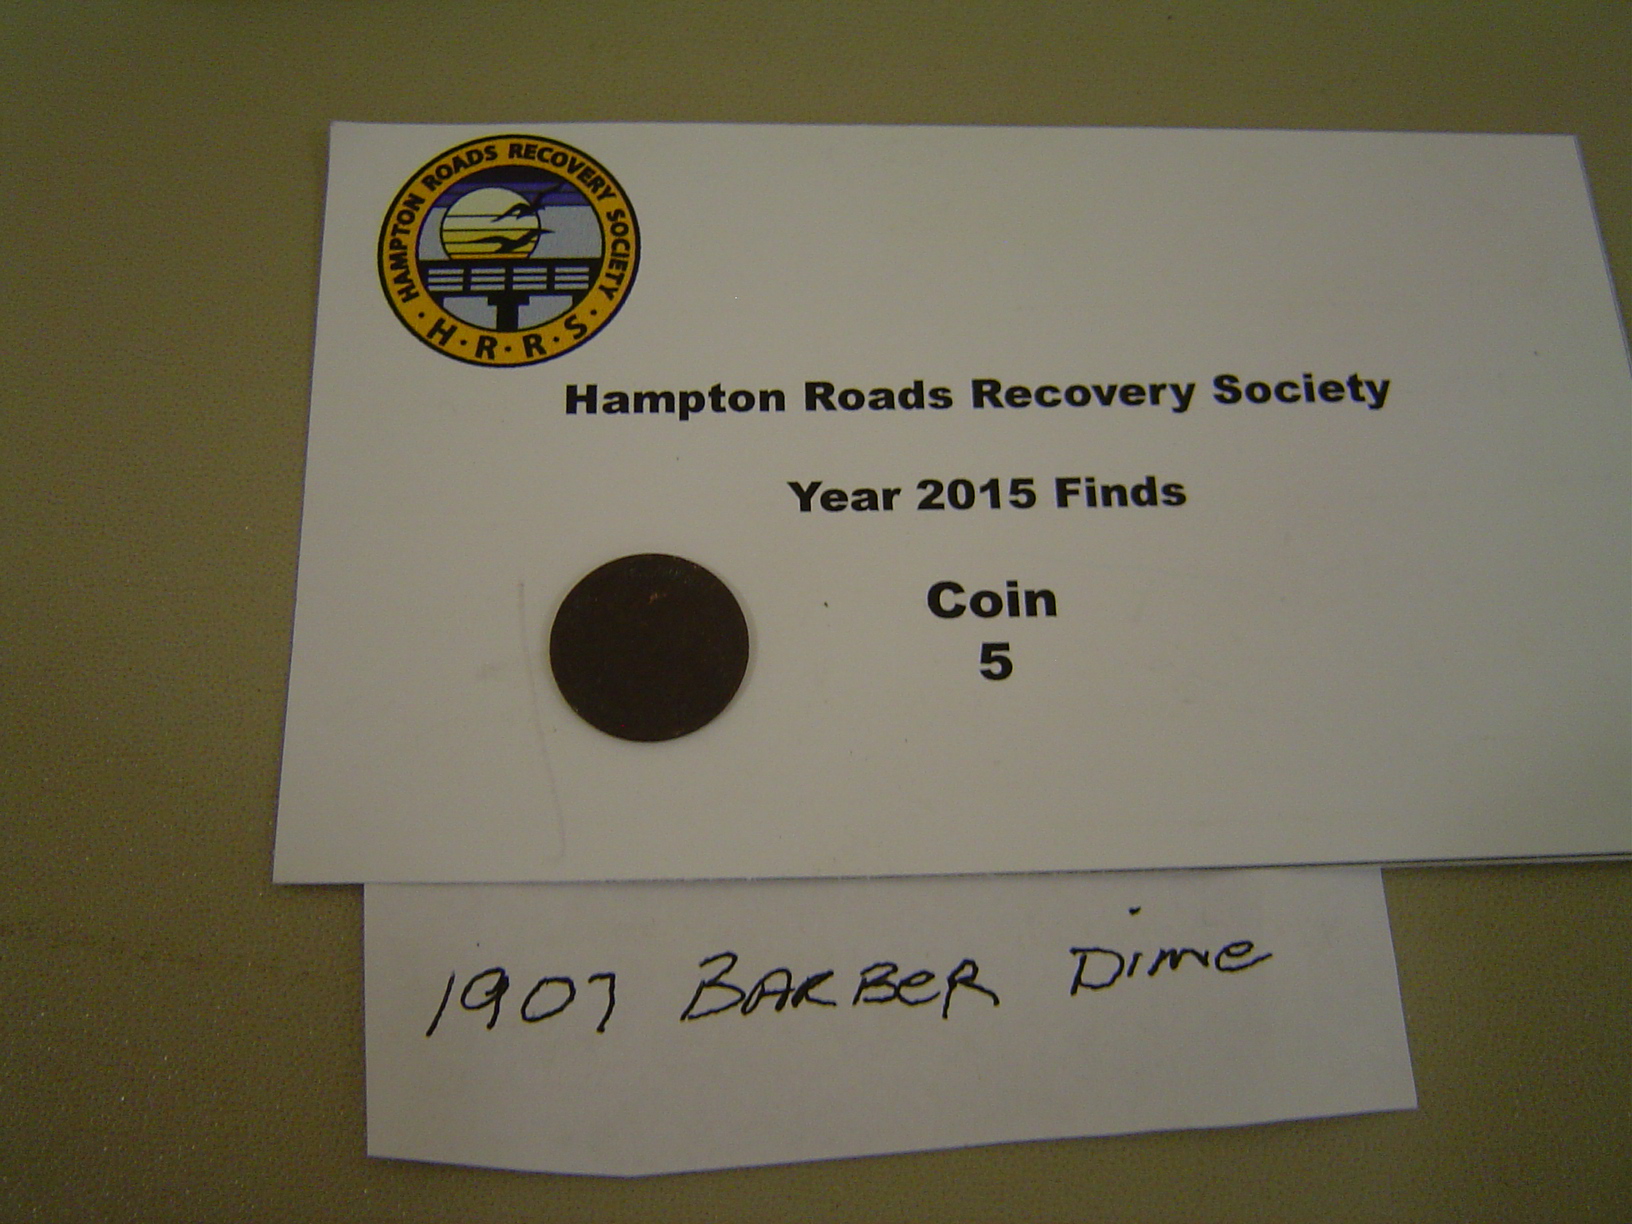 HAMPTON ROADS RECOVERY SOCIETY
· H · R · R · S ·
Hampton Roads Recovery Society
Year 2015 Finds
Coin
5
1907 BARBER Dime